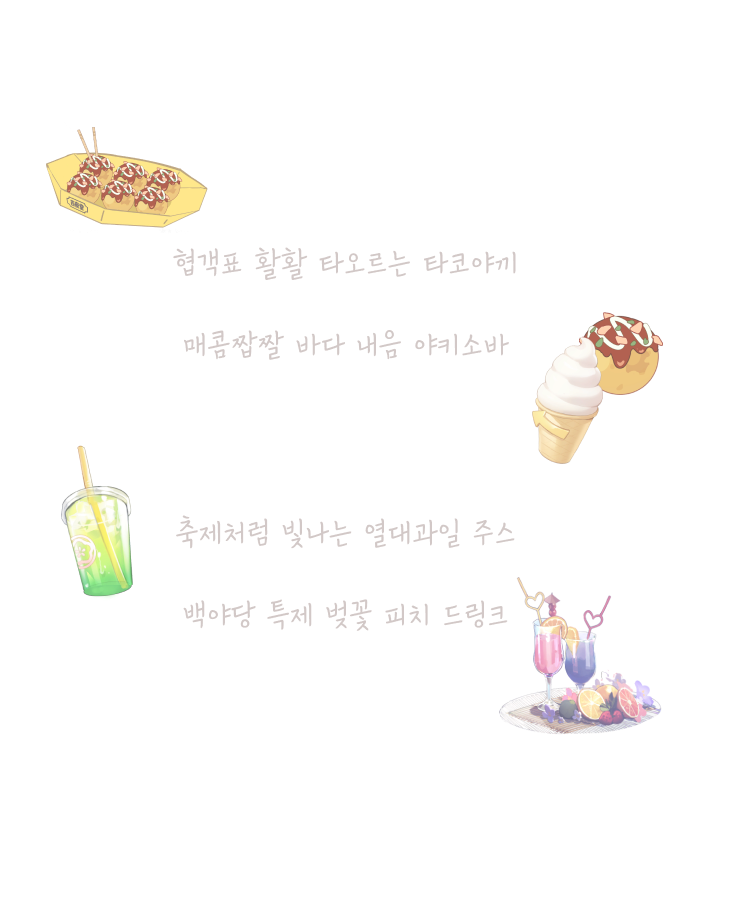 협객표 활활 타오르는 타코야끼
매콤짭짤 바다 내음 야키소바
축제처럼 빛나는 열대과일 주스
백야당 특제 벚꽃 피치 드링크